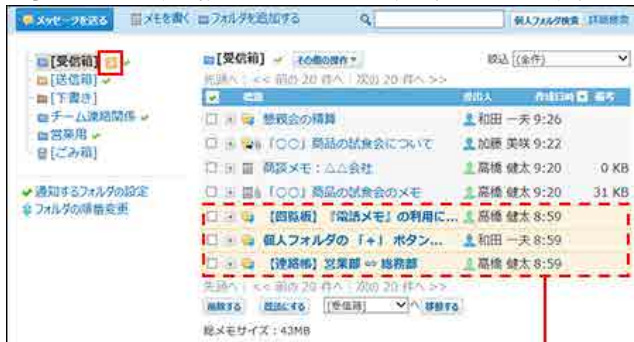 メッセージを送る メモを書く フォルダを追加する 個人フォルダ検索 詳細検索
[受信箱]
[送信箱]
[下書き]
チーム連絡関係
営業用
[ごみ箱]
通知するフォルダの設定
フォルダの順番変更
[受信箱] その他の操作 絞込 [(全件)
先頭へ | << 前の 20 件へ | 次の 20 件へ >>
標題 差出人 作成日時 備考
懇親会の精算 和田 一夫 9:26
「〇〇」商品の試食会について 加藤 美咲 9:22
商談メモ:△△会社 高橋 健太 9:20 0 KB
「〇〇」商品の試食会のメモ 高橋 健太 9:20 31 KB
【回覧板】『電話メモ』の利用に... 高橋 健太 8:59
個人フォルダの「+」ボタン... 和田 一夫 8:59
【連絡帳】営業部 ⇔ 総務部 高橋 健太 8:59
先頭へ | << 前の 20 件へ | 次の 20 件へ >>
削除する 既読にする [受信箱] へ 移動する
総メモサイズ : 43MB